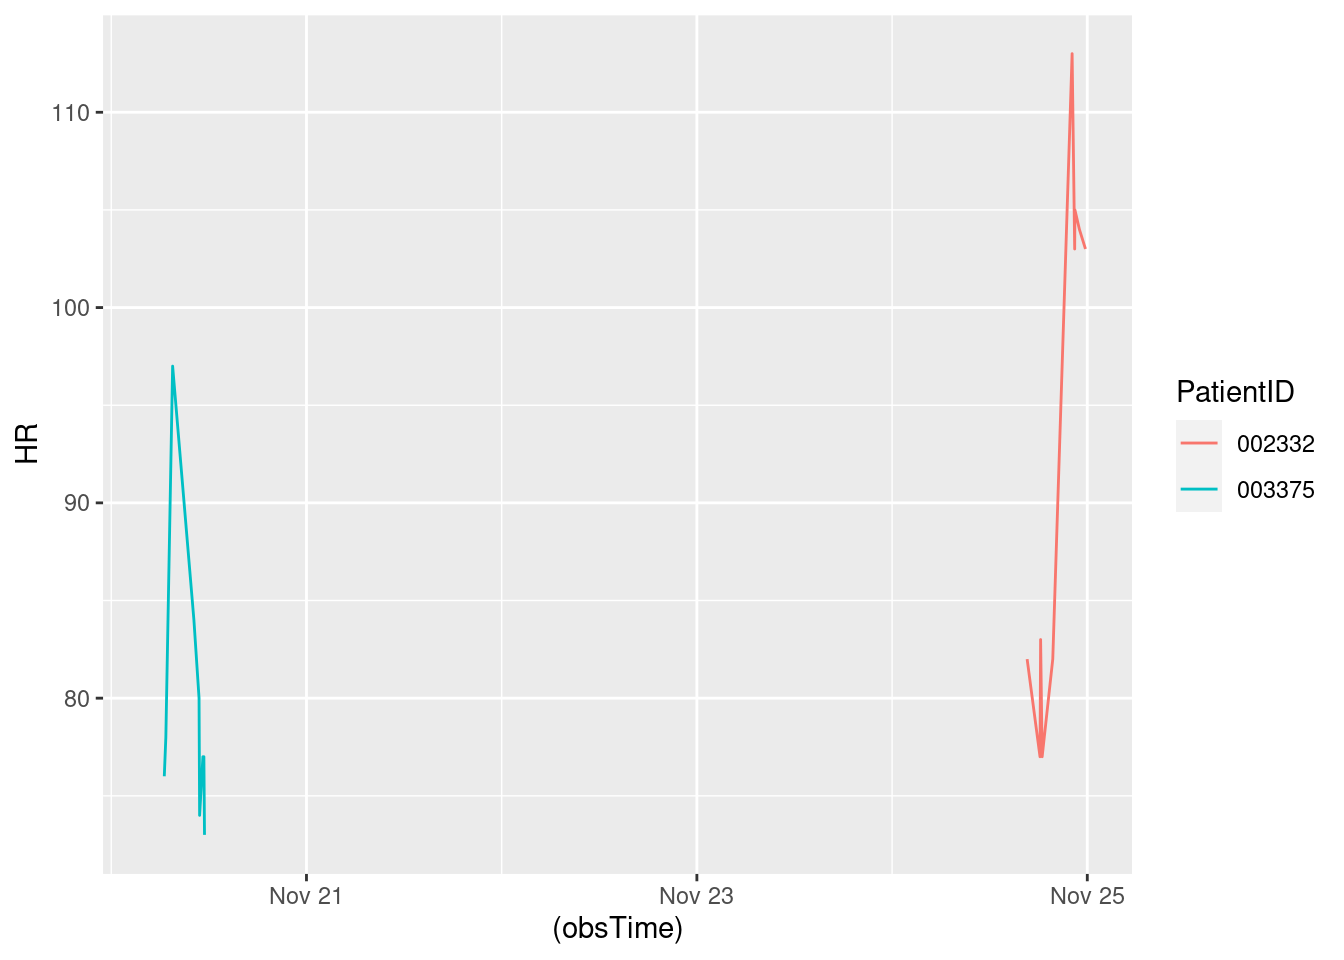 HR
110
100
90
80
Nov 21
Nov 23
Nov 25
(obsTime)
PatientID
002332
003375